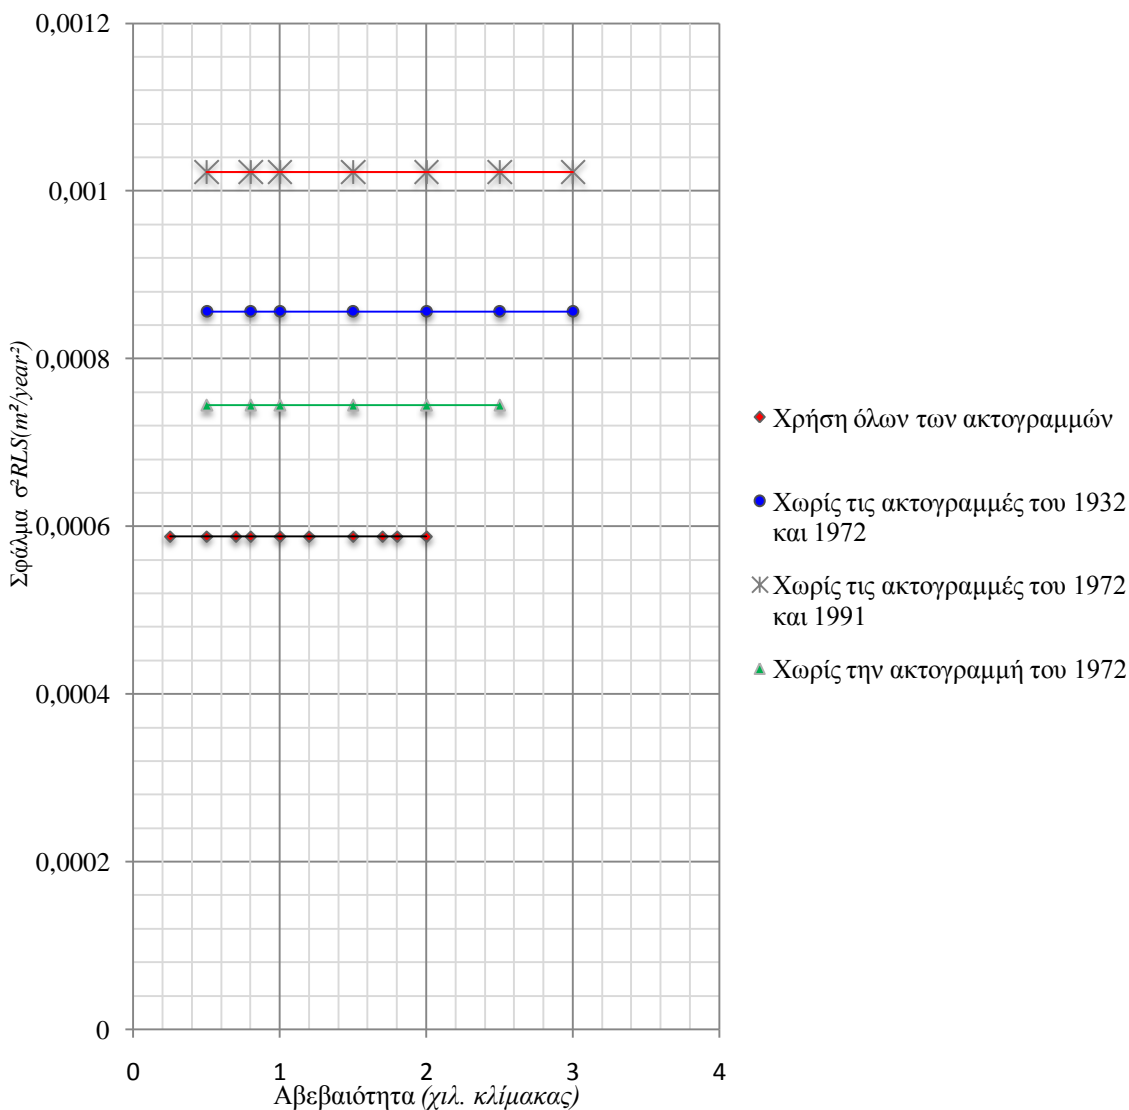 0,0012
0,001
0,0008
0,0006
0,0004
0,0002
0
Σφάλμα σ²RLS(m²/year²)
0 1 2 3 4
Αβεβαιότητα (χιλ. κλίμακας)
Χρήση όλων των ακτογραμμών
Χωρίς τις ακτογραμμές του 1932
και 1972
Χωρίς τις ακτογραμμές του 1972
και 1991
Χωρίς την ακτογραμμή του 1972